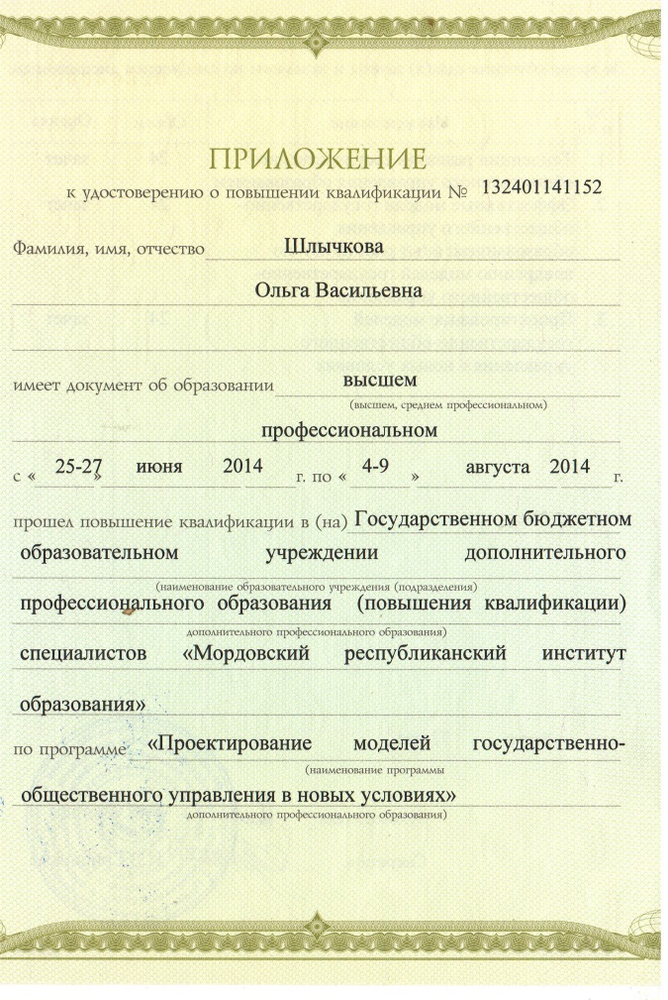 ПРИЛОЖЕНИЕ
к удостоверению о повышении квалификации № 132401141152
Фамилия, имя, отчество Шлычкова
Ольга Васильевна
имеет документ об образовании высшем
(высшем, среднем профессиональном)
профессиональном
с « 25-27 » июня 2014 г. по « 4-9 » августа 2014 г.
прошел повышение квалификации в (на) Государственном бюджетном
образовательном учреждении дополнительного
(наименование образовательного учреждения (подразделения)
профессионального образования (повышения квалификации)
дополнительного профессионального образования)
специалистов «Мордовский республиканский институт
образования»
по программе «Проектирование моделей государственно-
(наименование программы
общественного управления в новых условиях»
дополнительного профессионального образования)